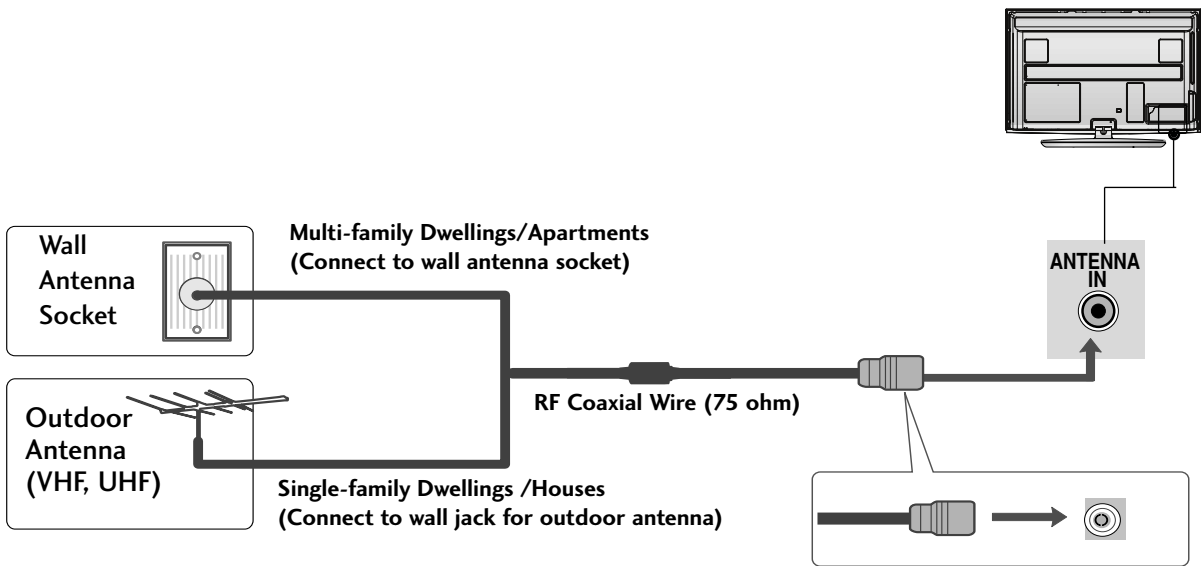 Wall
Antenna
Socket
Multi-family Dwellings/Apartments
(Connect to wall antenna socket)
ANTENNA
IN
RF Coaxial Wire (75 ohm)
Outdoor
Antenna
(VHF, UHF)
Single-family Dwellings /Houses
(Connect to wall jack for outdoor antenna)